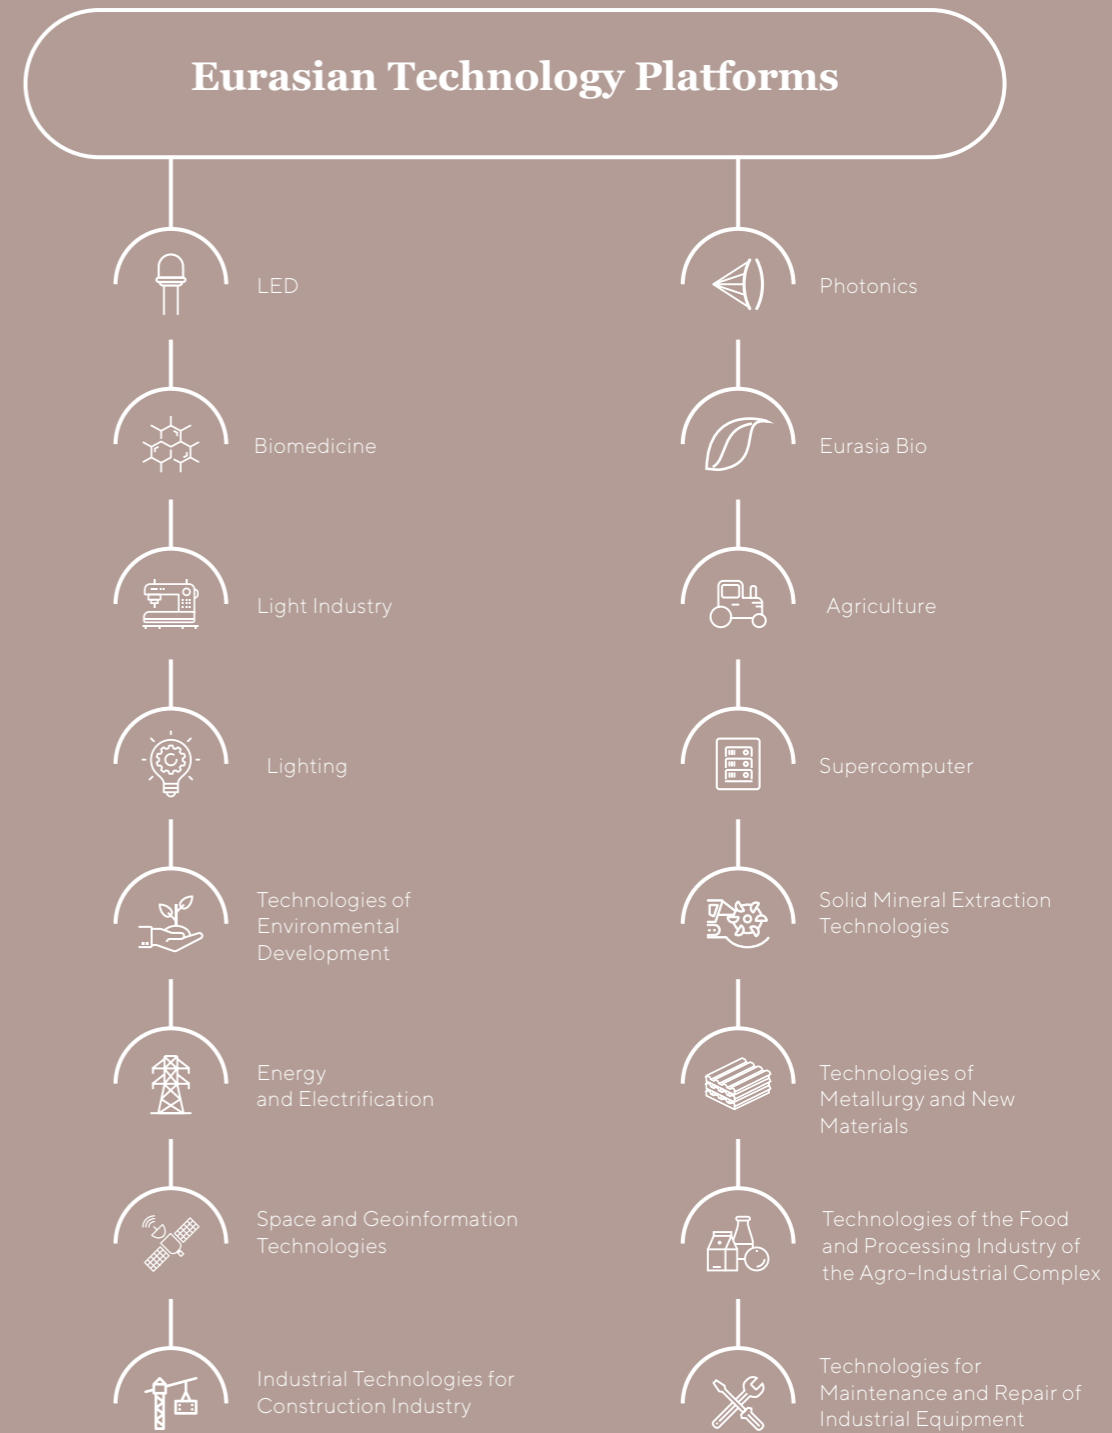 Eurasian Technology Platforms
LED
Photonics
Biomedicine
Eurasia Bio
Light Industry
Agriculture
Lighting
Supercomputer
Technologies of
Environmental
Development
Solid Mineral Extraction
Technologies
Energy
and Electrification
Technologies of
Metallurgy and New
Materials
Space and Geoinformation
Technologies
Technologies of the Food
and Processing Industry of
the Agro-Industrial Complex
Industrial Technologies for
Construction Industry
Technologies for
Maintenance and Repair of
Industrial Equipment